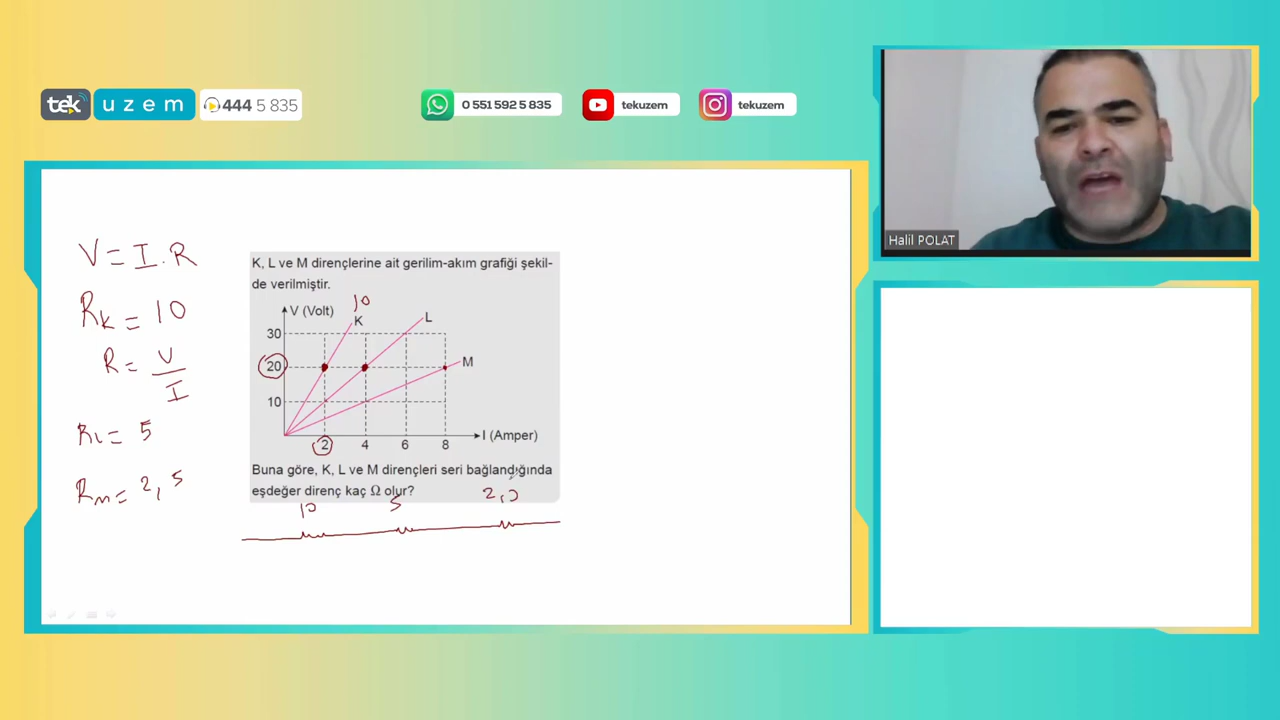 tek uzem 444 5 835
0 551 592 5 835
tekuzem
tekuzem
Halil POLAT
V = I . R
R_K = 10
R = V / I
R_L = 5
R_M = 2,5
K, L ve M dirençlerine ait gerilim-akım grafiği şekil-
de verilmiştir.
V (Volt)
10
K
L
M
30
20
10
2 4 6 8
I (Amper)
Buna göre, K, L ve M dirençleri seri bağlandığında
eşdeğer direnç kaç Ω olur?
10 5 2,5